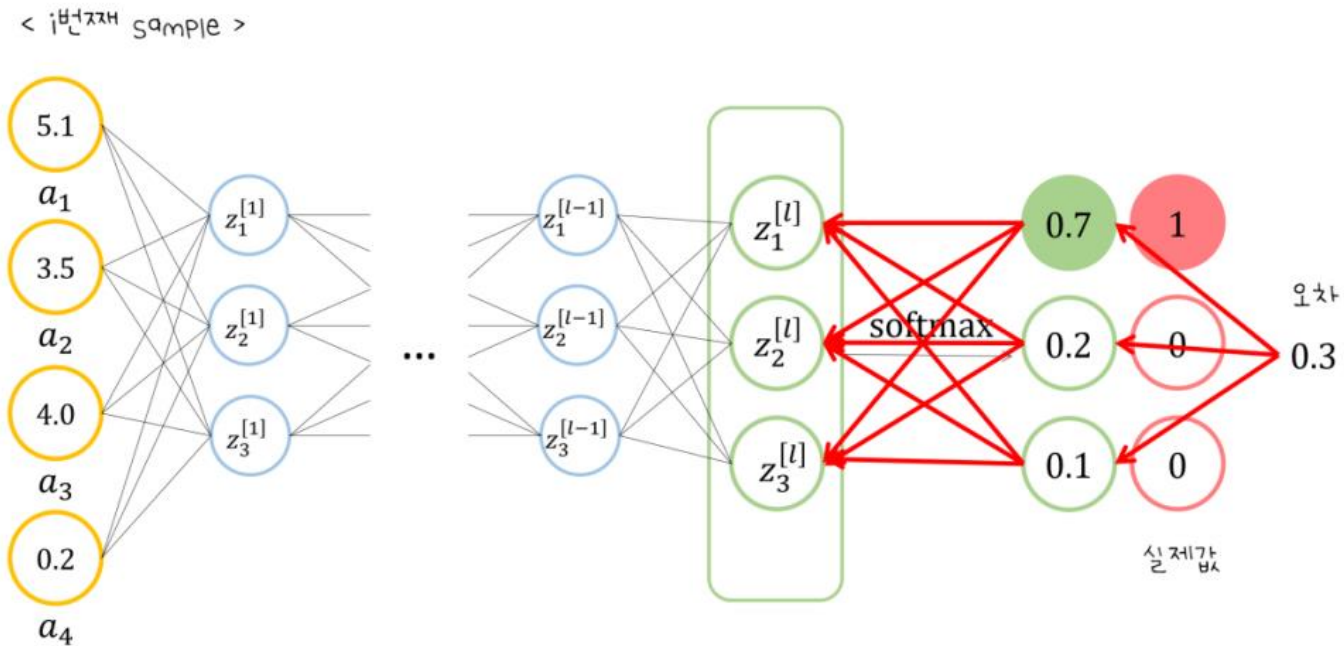 < i번째 sample >
5.1
a₁
3.5
a₂
4.0
a₃
0.2
a₄
z₁^[1]
z₂^[1]
z₃^[1]
...
z₁^[l-1]
z₂^[l-1]
z₃^[l-1]
z₁^[l]
z₂^[l]
z₃^[l]
softmax
0.7
1
0.2
0
0.1
0
실제값
오차
0.3